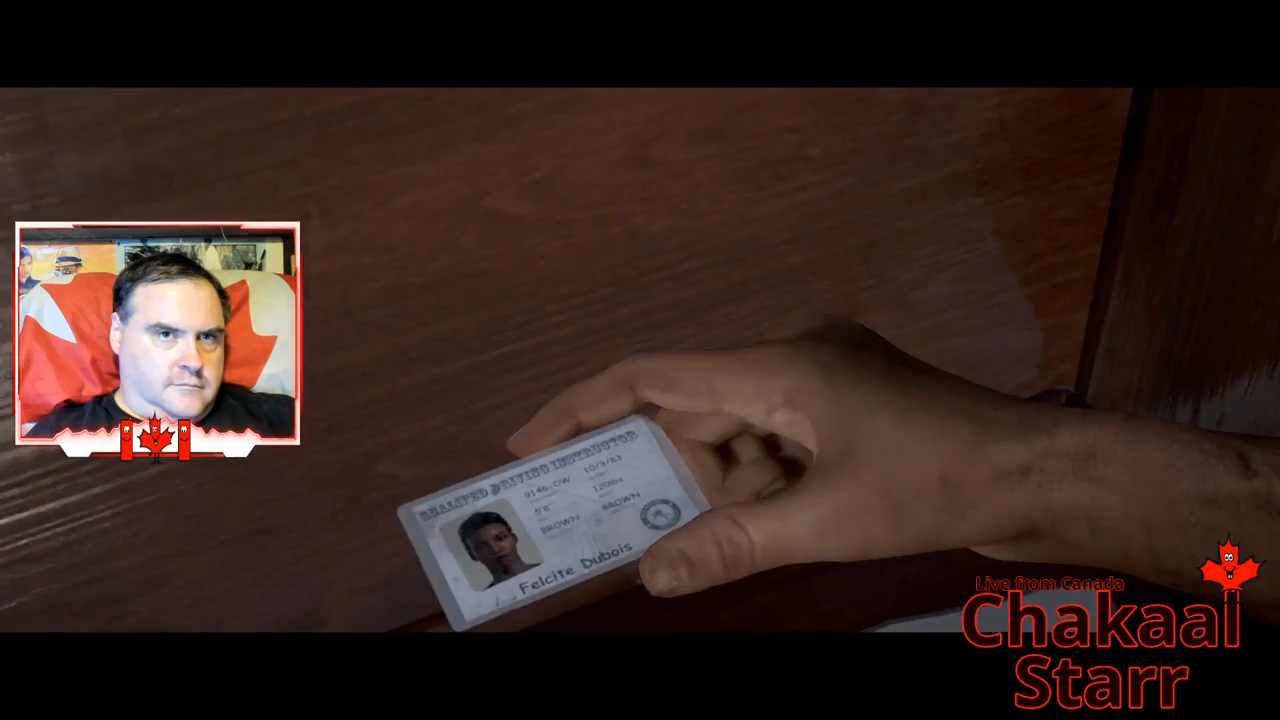 QUALIFIED DRIVING INSTRUCTOR
9146-OW 10/3/83
5'8" 120lbs
BROWN BROWN
Felcite Dubois
Live from Canada
Chakaal
Starr